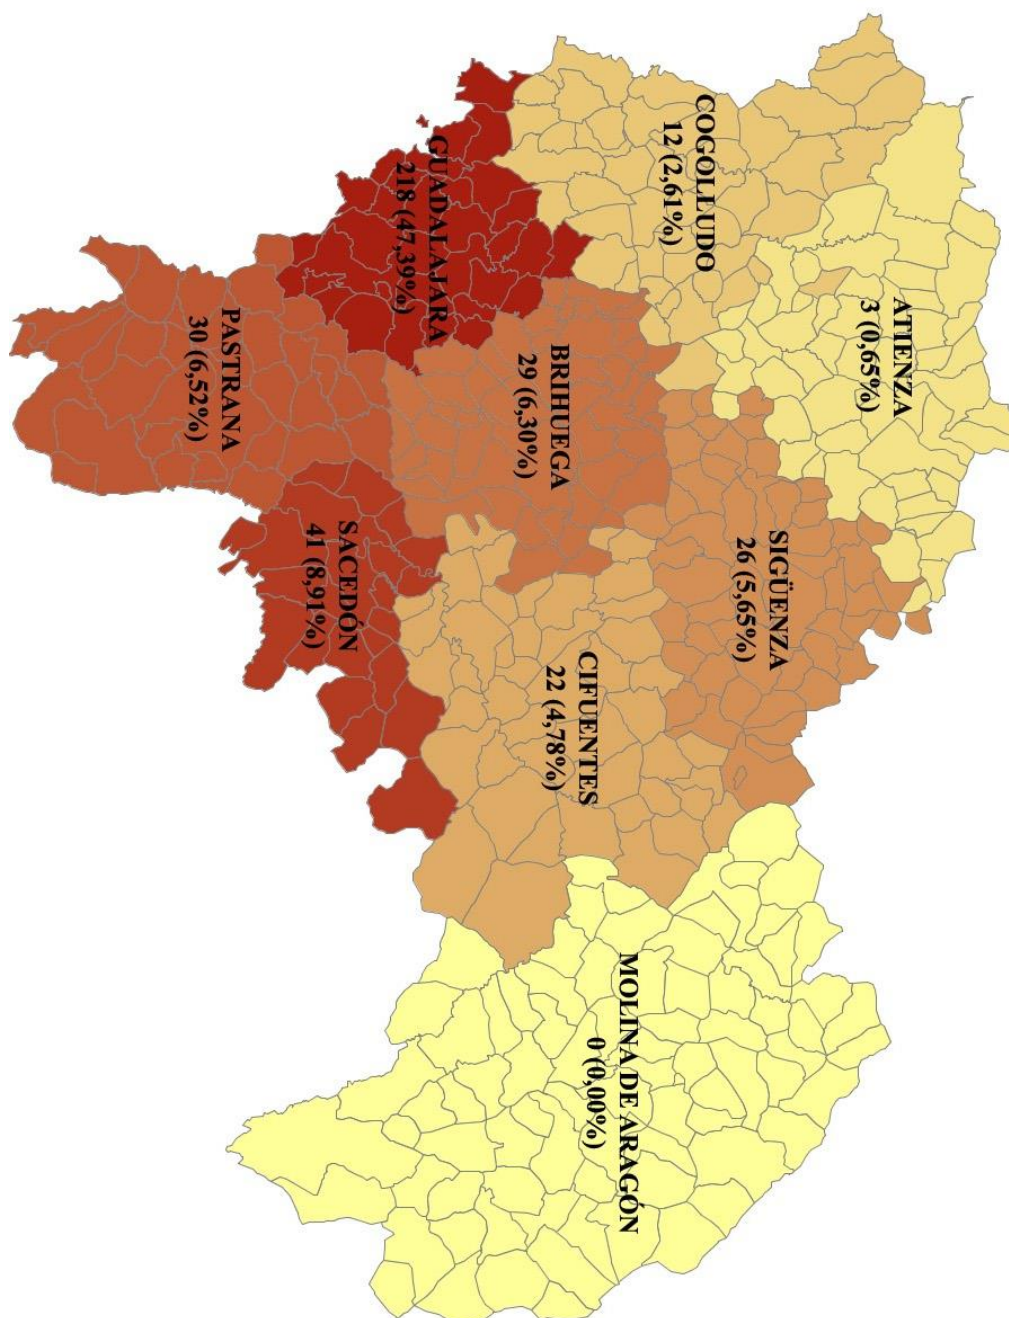 COGOLLUDO
12 (2,61%)
ATIENZA
3 (0,65%)
GUADALAJARA
218 (47,39%)
BRIHUEGA
29 (6,30%)
SIGÜENZA
26 (5,65%)
PASTRANA
30 (6,52%)
SACEDÓN
41 (8,91%)
CIFUENTES
22 (4,78%)
MOLINA DE ARAGÓN
0 (0,00%)